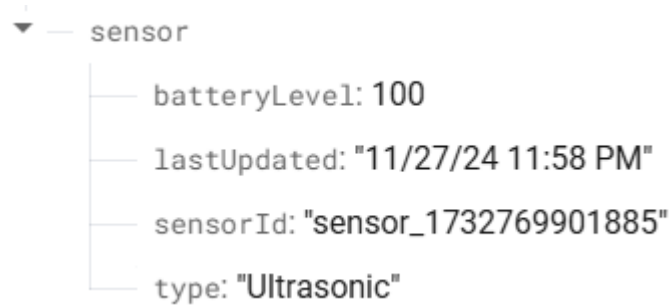 sensor
batteryLevel: 100
lastUpdated: "11/27/24 11:58 PM"
sensorId: "sensor_1732769901885"
type: "Ultrasonic"